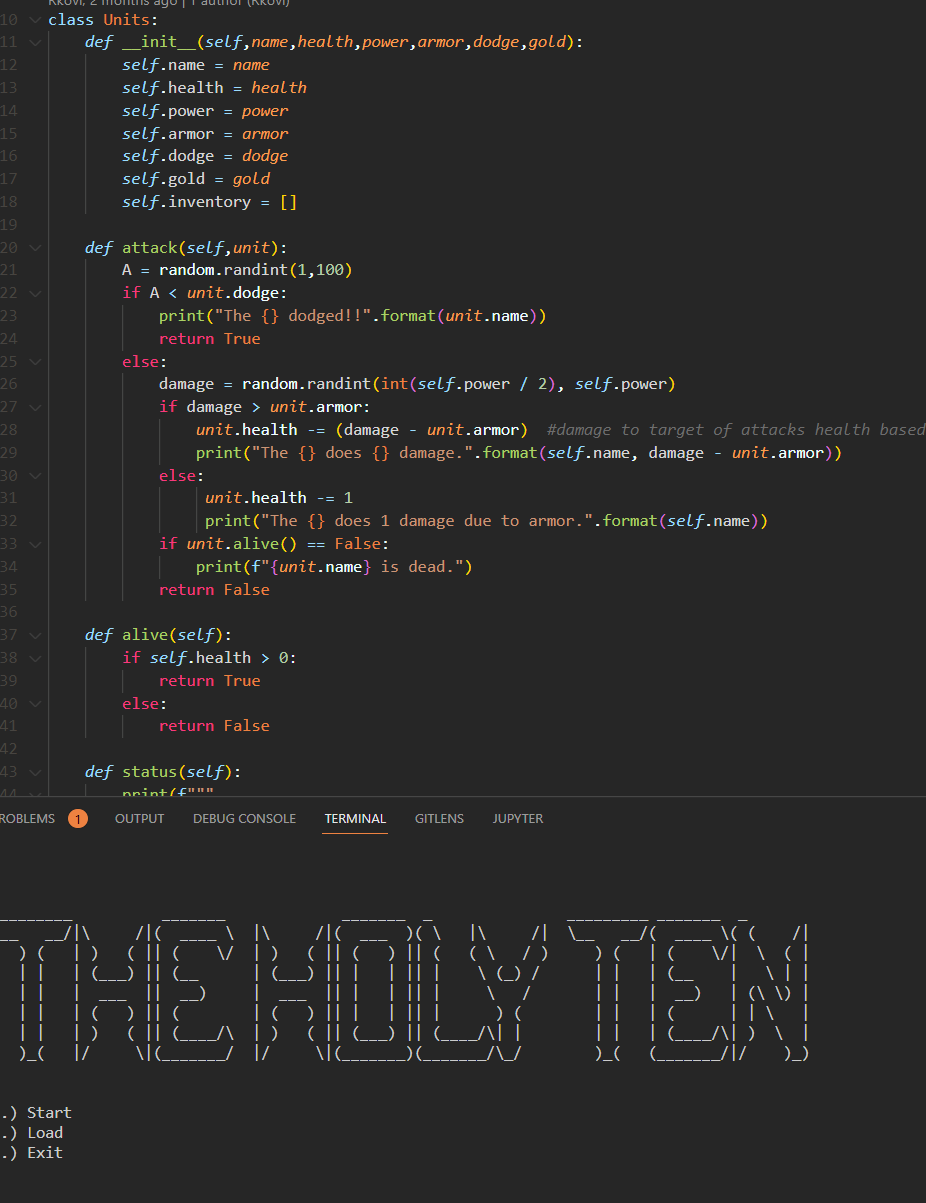 Rkovi, 2 months ago | 1 author (Rkovi)
10 class Units:
11 def __init__(self,name,health,power,armor,dodge,gold):
12 self.name = name
13 self.health = health
14 self.power = power
15 self.armor = armor
16 self.dodge = dodge
17 self.gold = gold
18 self.inventory = []
19
20 def attack(self,unit):
21 A = random.randint(1,100)
22 if A < unit.dodge:
23 print("The {} dodged!!".format(unit.name))
24 return True
25 else:
26 damage = random.randint(int(self.power / 2), self.power)
27 if damage > unit.armor:
28 unit.health -= (damage - unit.armor) #damage to target of attacks health based
29 print("The {} does {} damage.".format(self.name, damage - unit.armor))
30 else:
31 unit.health -= 1
32 print("The {} does 1 damage due to armor.".format(self.name))
33 if unit.alive() == False:
34 print(f"{unit.name} is dead.")
35 return False
36
37 def alive(self):
38 if self.health > 0:
39 return True
40 else:
41 return False
42
43 def status(self):
44 print(f"""
ROBLEMS 1 OUTPUT DEBUG CONSOLE TERMINAL GITLENS JUPYTER
THE HOLY TEN
.) Start
.) Load
.) Exit